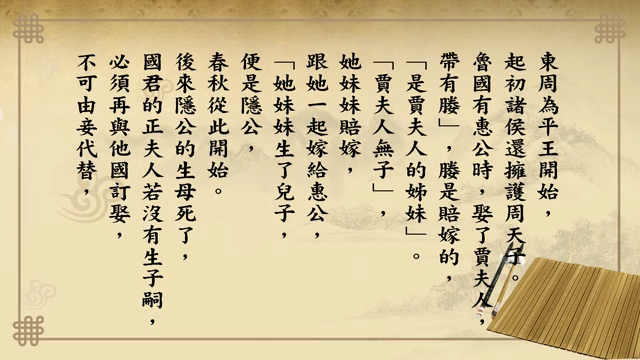 東周為平王開始，
起初諸侯還擁護周天子。
魯國有惠公時，娶了賈夫人，
帶有媵」，媵是賠嫁的，
「是賈夫人的姊妹」。
「賈夫人無子」，
她妹妹賠嫁，
跟她一起嫁給惠公，
「她妹妹生了兒子，
便是隱公，
春秋從此開始。
後來隱公的生母死了，
國君的正夫人若沒有生子嗣，
必須再與他國訂娶，
不可由妾代替，